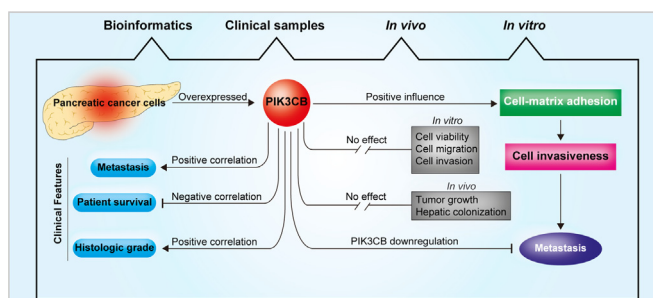 Bioinformatics Clinical samples In vivo In vitro
Pancreatic cancer cells
Overexpressed
PIK3CB
Positive influence
Cell-matrix adhesion
In vitro
No effect
Cell viability
Cell migration
Cell invasion
Cell invasiveness
Clinical Features
Metastasis
Positive correlation
Patient survival
Negative correlation
In vivo
No effect
Tumor growth
Hepatic colonization
Histologic grade
Positive correlation
PIK3CB downregulation
Metastasis